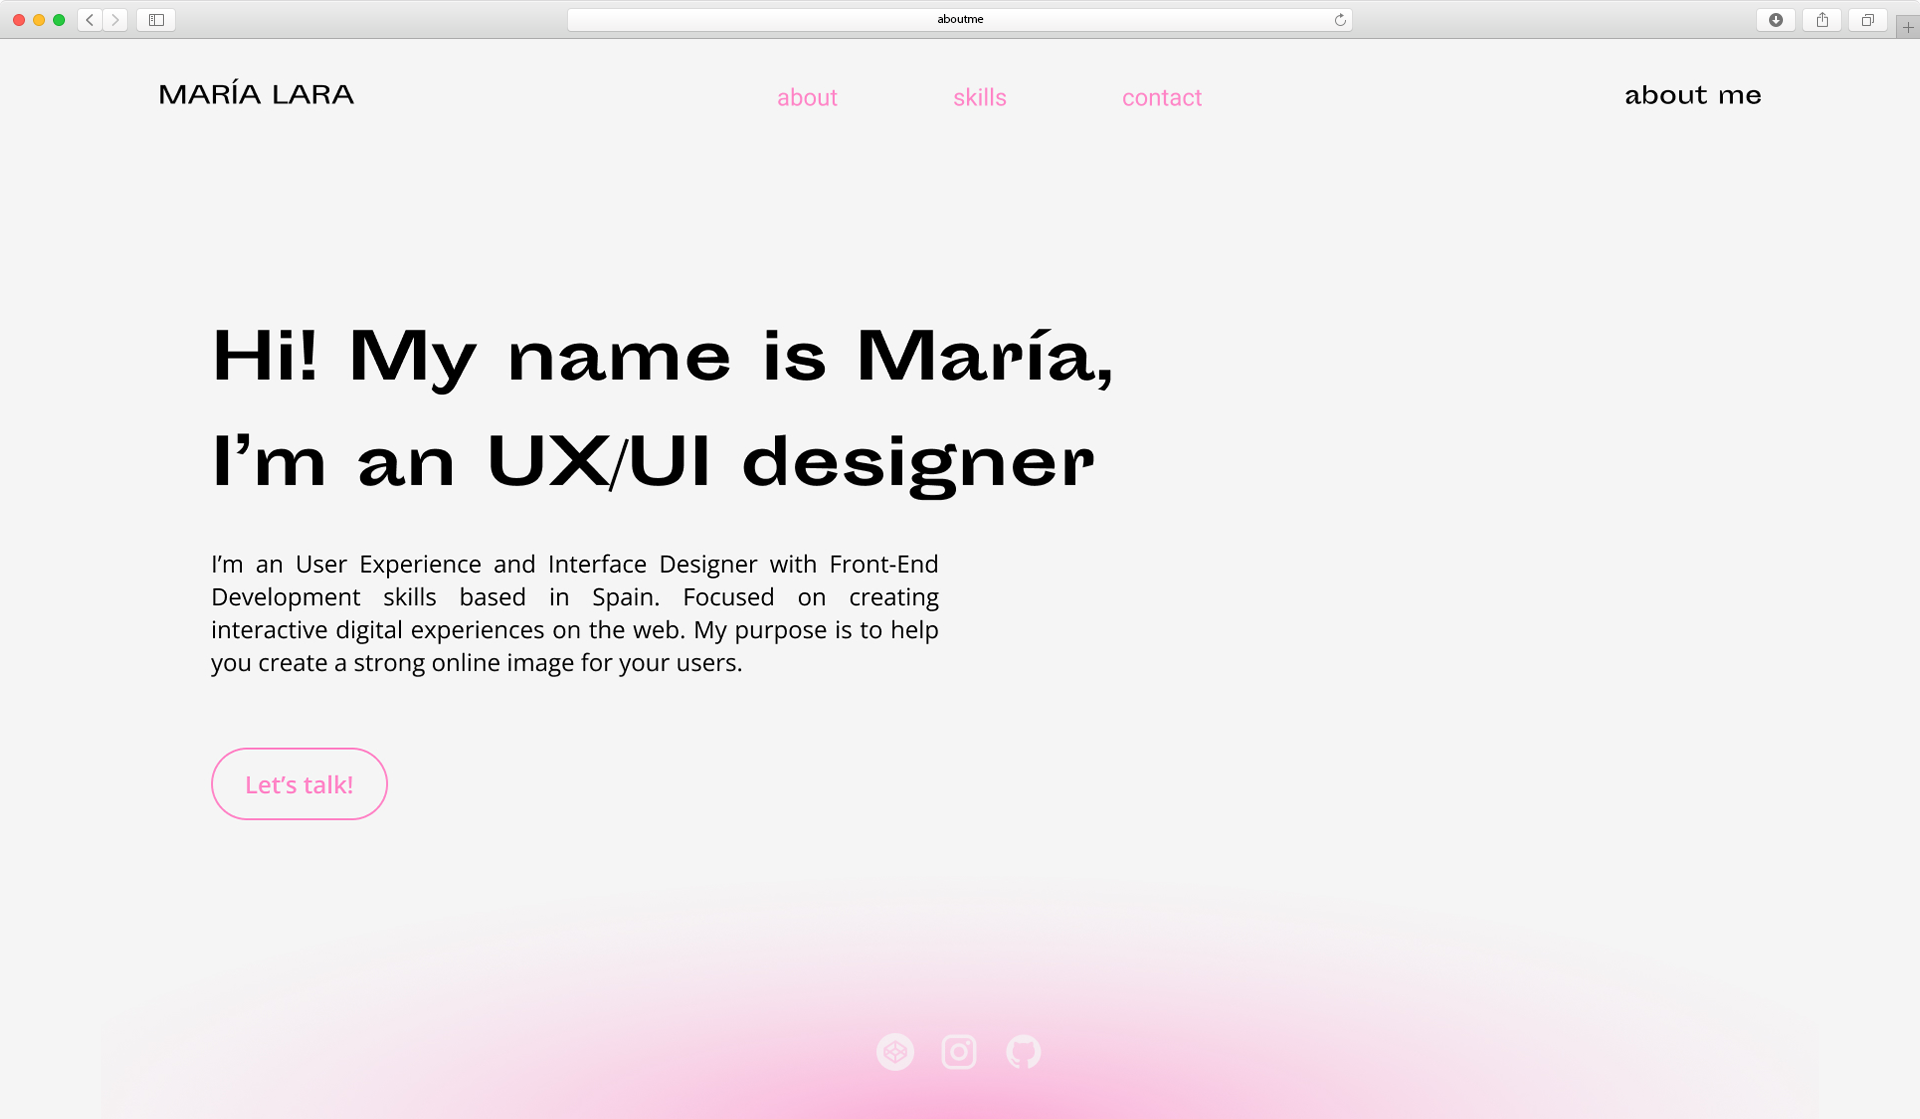 aboutme
MARÍA LARA
about
skills
contact
about me
Hi! My name is María,
I’m an UX/UI designer
I’m an User Experience and Interface Designer with Front-End
Development skills based in Spain. Focused on creating
interactive digital experiences on the web. My purpose is to help
you create a strong online image for your users.
Let’s talk!